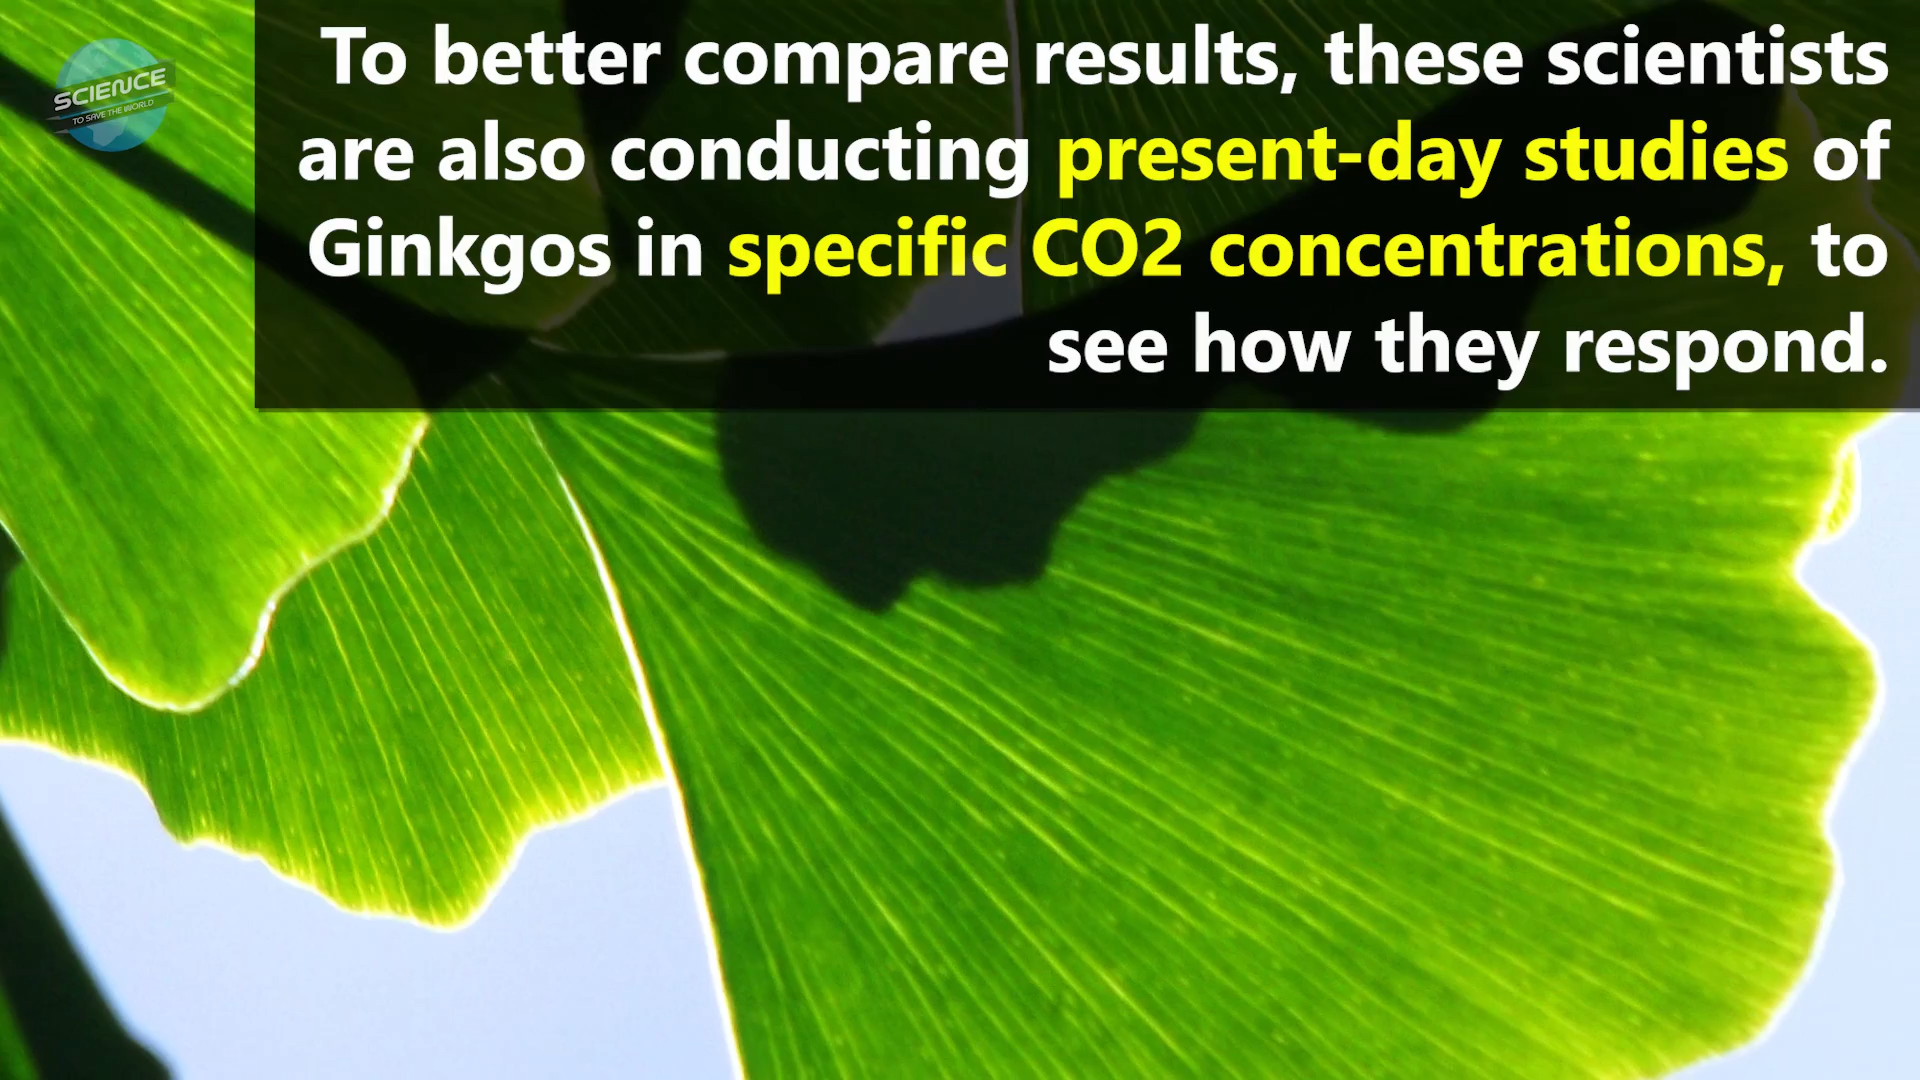 SCIENCE
TO SAVE THE WORLD
To better compare results, these scientists
are also conducting present-day studies of
Ginkgos in specific CO2 concentrations, to
see how they respond.